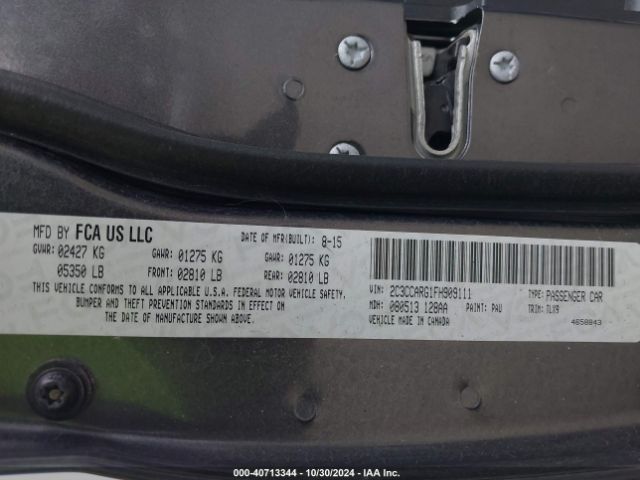 MFD BY FCA US LLC
DATE OF MFR(BUILT): 8-15
GVWR: 02427 KG GAWR: 01275 KG GAWR: 01275 KG
05350 LB FRONT: 02810 LB REAR: 02810 LB
THIS VEHICLE CONFORMS TO ALL APPLICABLE U.S.A. FEDERAL MOTOR VEHICLE SAFETY,
BUMPER AND THEFT PREVENTION STANDARDS IN EFFECT ON
THE DATE OF MANUFACTURE SHOWN ABOVE.
VIN: 2C3CCARG1FH909111 TYPE: PASSENGER CAR
MDH: 080513 128AA PAINT: PAU TRIM: TLX9
VEHICLE MADE IN CANADA 4658843
000-40713344 - 10/30/2024 - IAA Inc.